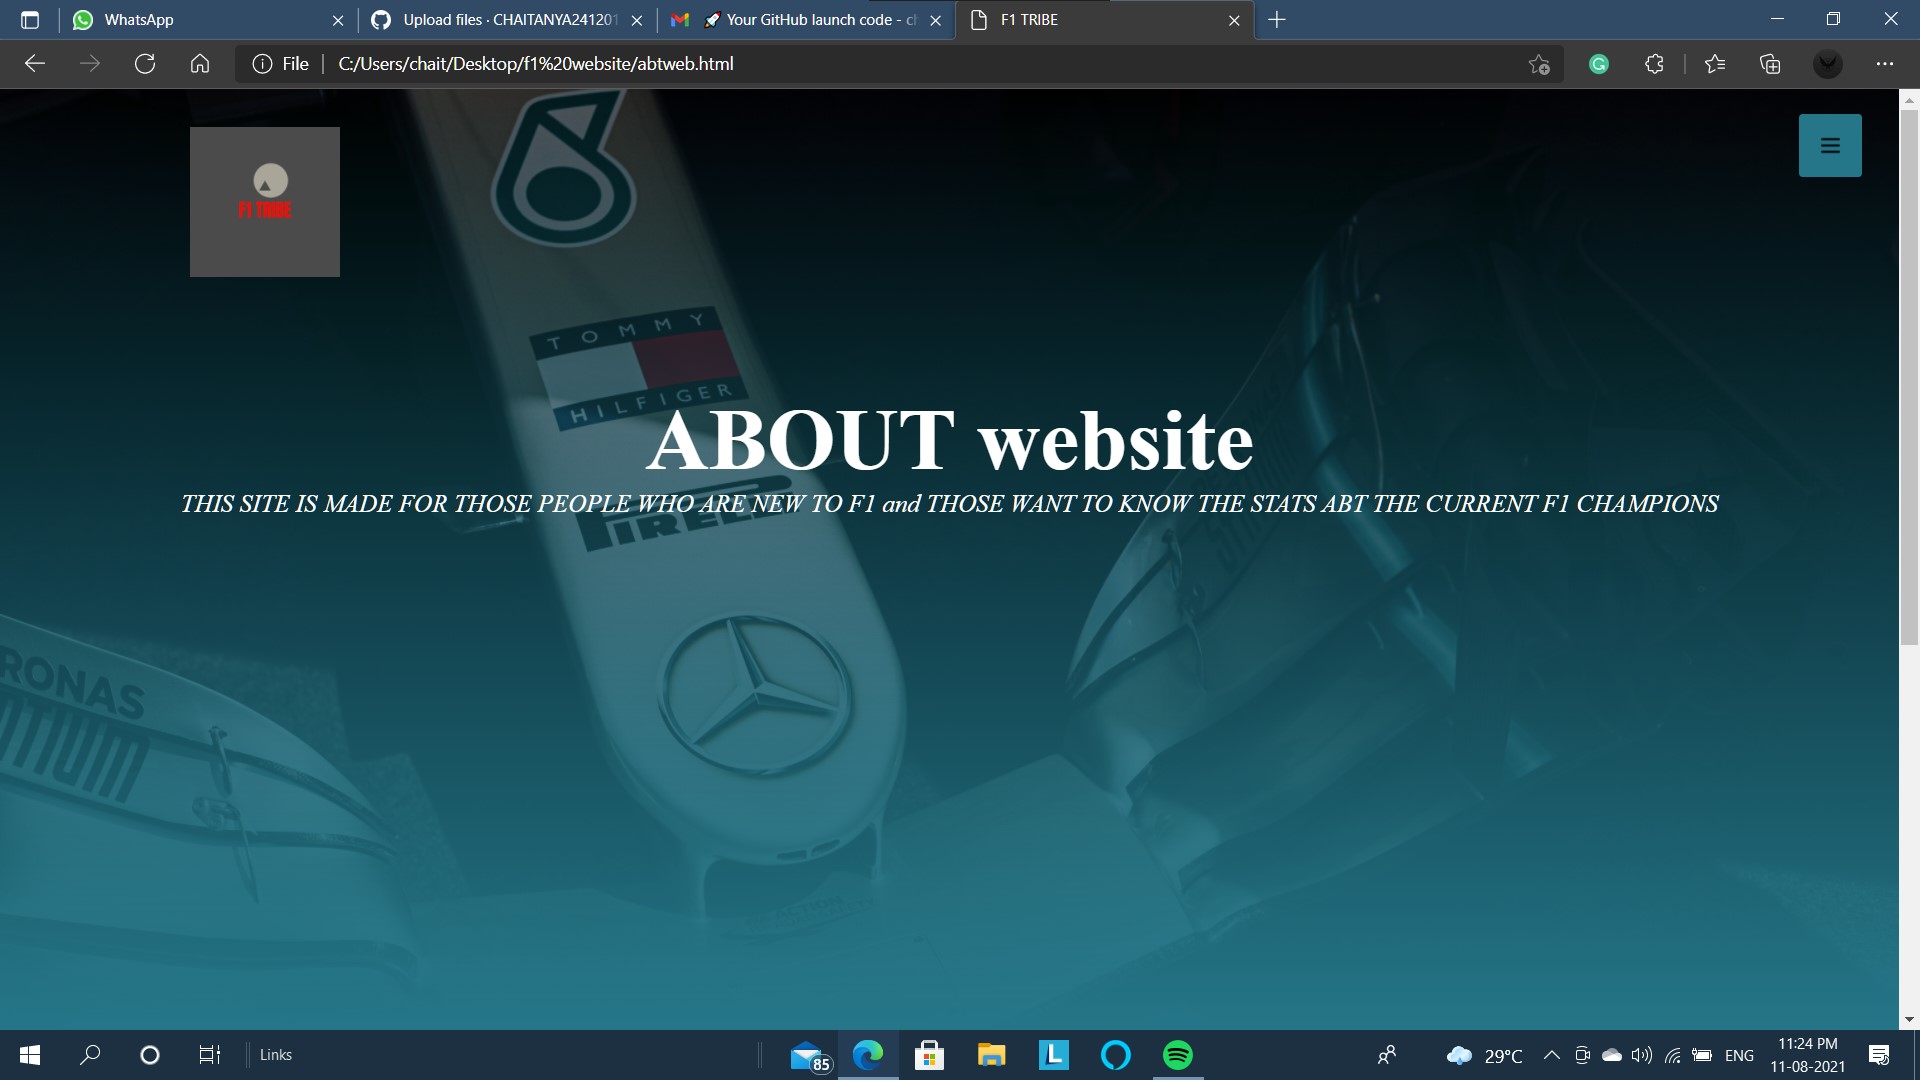 WhatsApp
Upload files · CHAITANYA241201
🚀 Your GitHub launch code - ch
F1 TRIBE
File
C:/Users/chait/Desktop/f1%20website/abtweb.html
F1 TRIBE
TOMMY
HILFIGER
ABOUT website
THIS SITE IS MADE FOR THOSE PEOPLE WHO ARE NEW TO F1 and THOSE WANT TO KNOW THE STATS ABT THE CURRENT F1 CHAMPIONS
PIRELLI
RONAS
Links
85
29°C
ENG
11:24 PM
11-08-2021